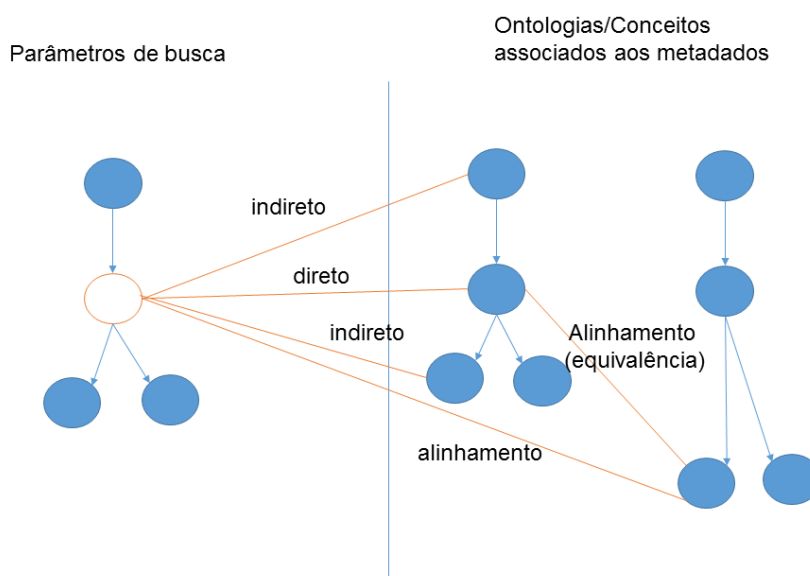 Parâmetros de busca
Ontologias/Conceitos
associados aos metadados
indireto
direto
indireto
Alinhamento
(equivalência)
alinhamento